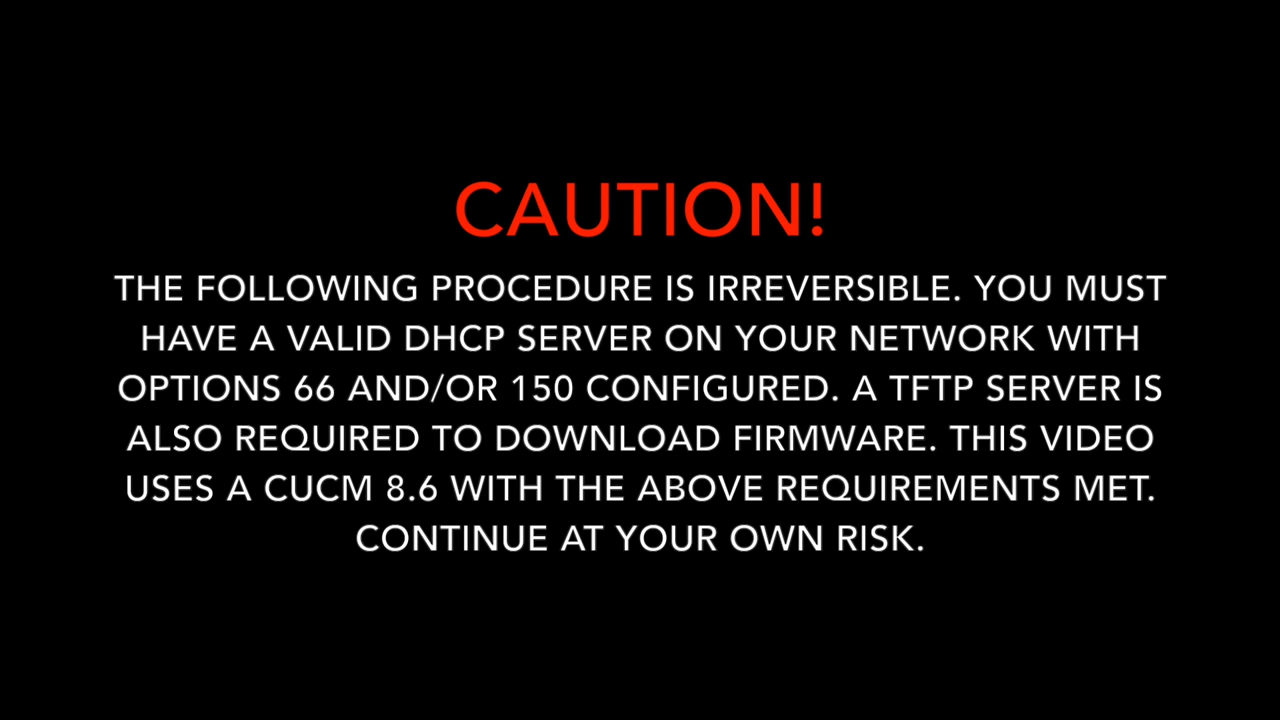 CAUTION!
THE FOLLOWING PROCEDURE IS IRREVERSIBLE. YOU MUST
HAVE A VALID DHCP SERVER ON YOUR NETWORK WITH
OPTIONS 66 AND/OR 150 CONFIGURED. A TFTP SERVER IS
ALSO REQUIRED TO DOWNLOAD FIRMWARE. THIS VIDEO
USES A CUCM 8.6 WITH THE ABOVE REQUIREMENTS MET.
CONTINUE AT YOUR OWN RISK.